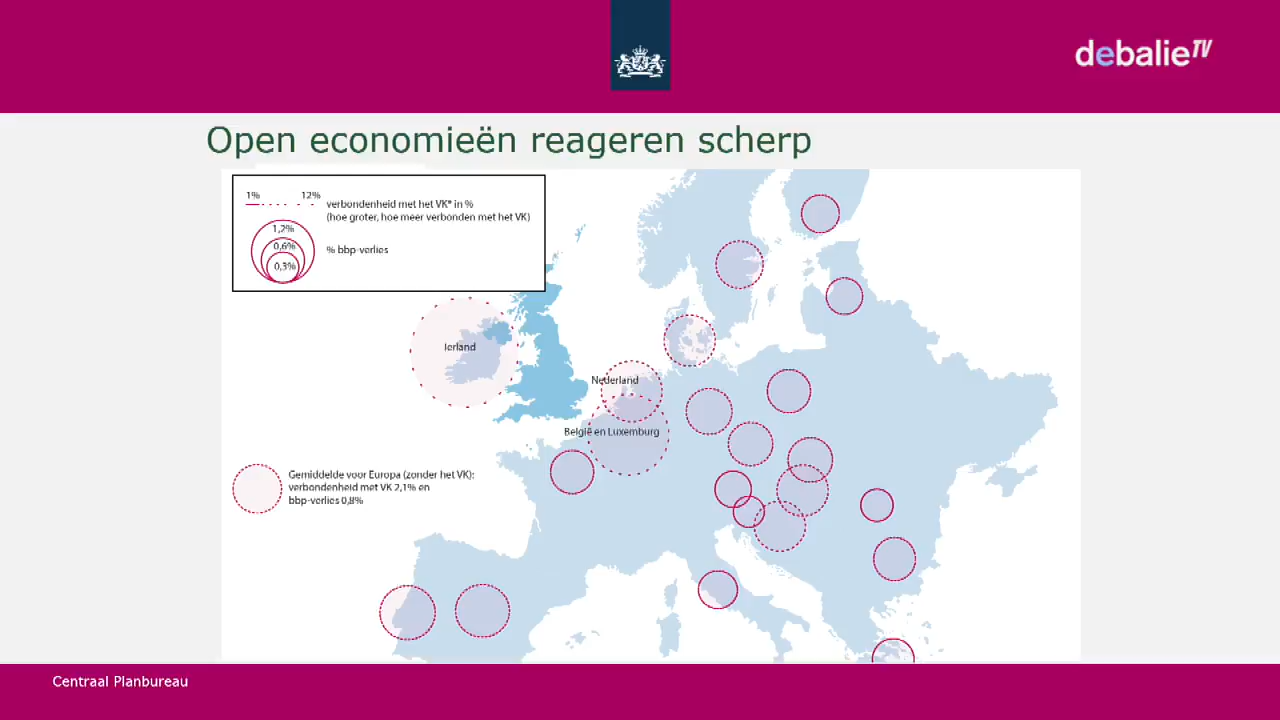 debalieTV
Open economieën reageren scherp
1% 12%
verbondenheid met het VK* in %
(hoe groter, hoe meer verbonden met het VK)
1,2%
0,6%
0,3%
% bbp-verlies
Ierland
Nederland
België en Luxemburg
Gemiddelde voor Europa (zonder het VK):
verbondenheid met VK 2,1% en
bbp-verlies 0,8%
Centraal Planbureau